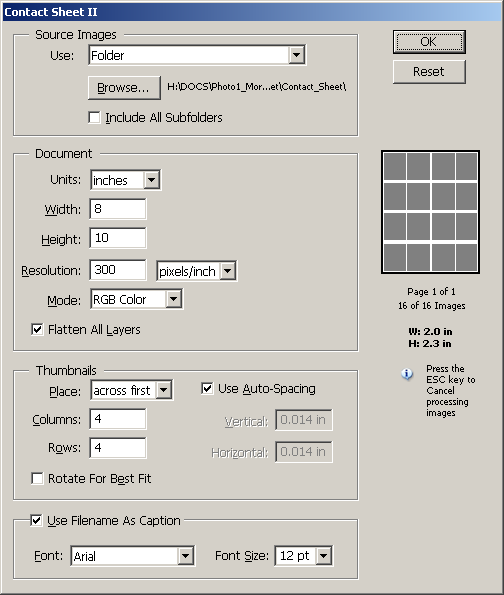 Contact Sheet II
Source Images
Use: Folder
Browse... H:\DOCS\Photo1_Mor...et\Contact_Sheet\
Include All Subfolders
OK
Reset
Document
Units: inches
Width: 8
Height: 10
Resolution: 300 pixels/inch
Mode: RGB Color
Flatten All Layers
Page 1 of 1
16 of 16 Images
W: 2.0 in
H: 2.3 in
Press the
ESC key to
Cancel
processing
images
Thumbnails
Place: across first Use Auto-Spacing
Columns: 4 Vertical: 0.014 in
Rows: 4 Horizontal: 0.014 in
Rotate For Best Fit
Use Filename As Caption
Font: Arial Font Size: 12 pt